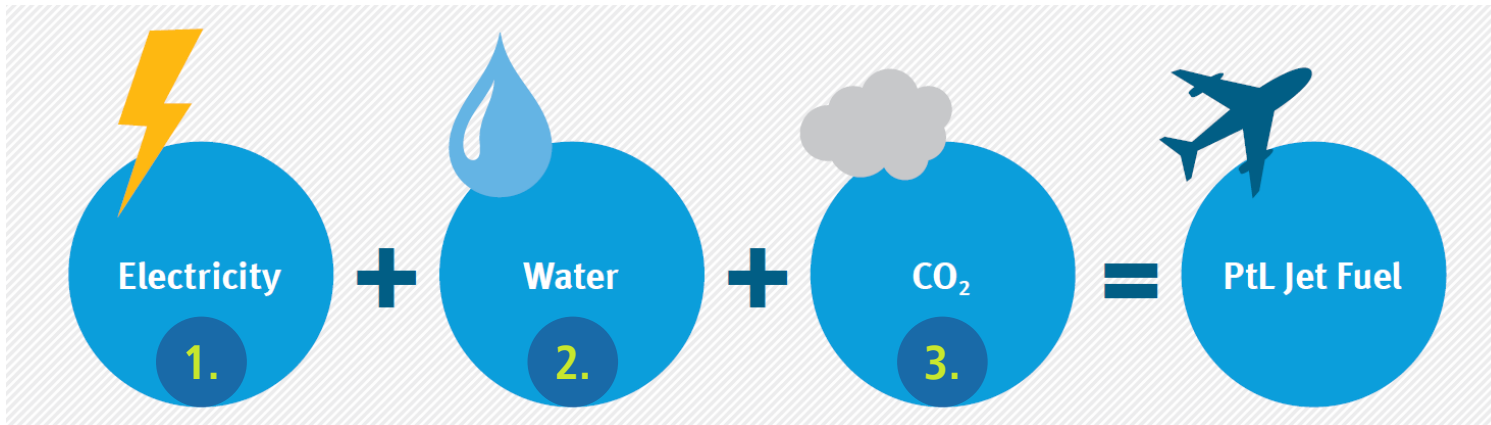 Electricity + Water + CO₂ = PtL Jet Fuel
1. 2. 3.